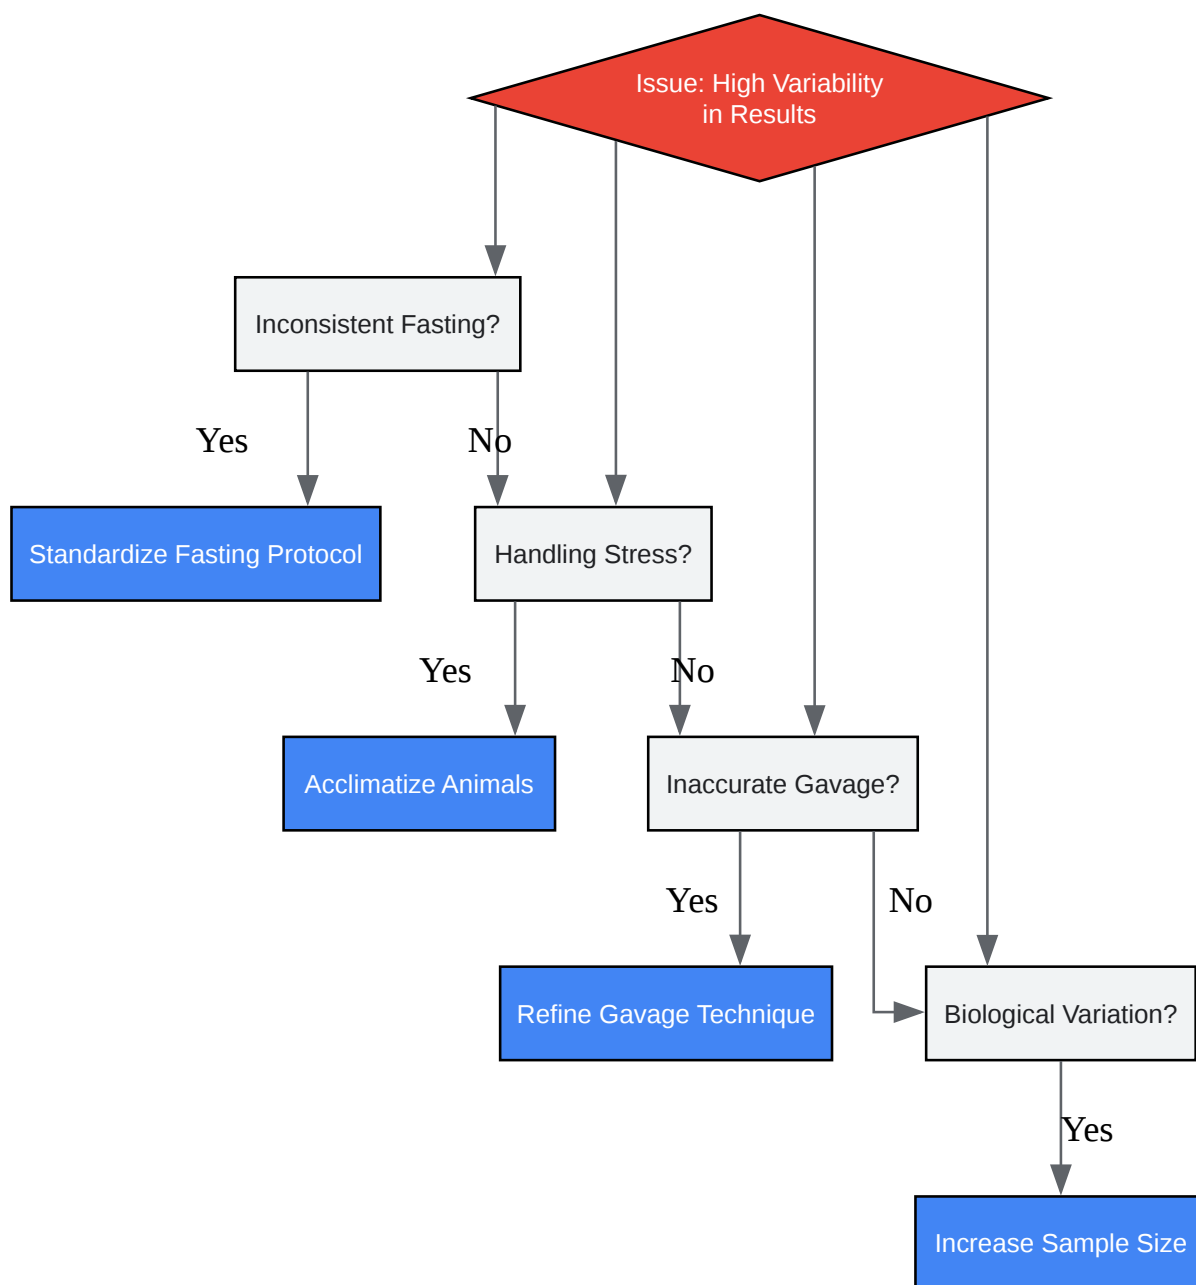 Issue: High Variability
in Results
Inconsistent Fasting?
Yes
No
Standardize Fasting Protocol
Handling Stress?
Yes
No
Acclimatize Animals
Inaccurate Gavage?
Yes
No
Refine Gavage Technique
Biological Variation?
Yes
Increase Sample Size